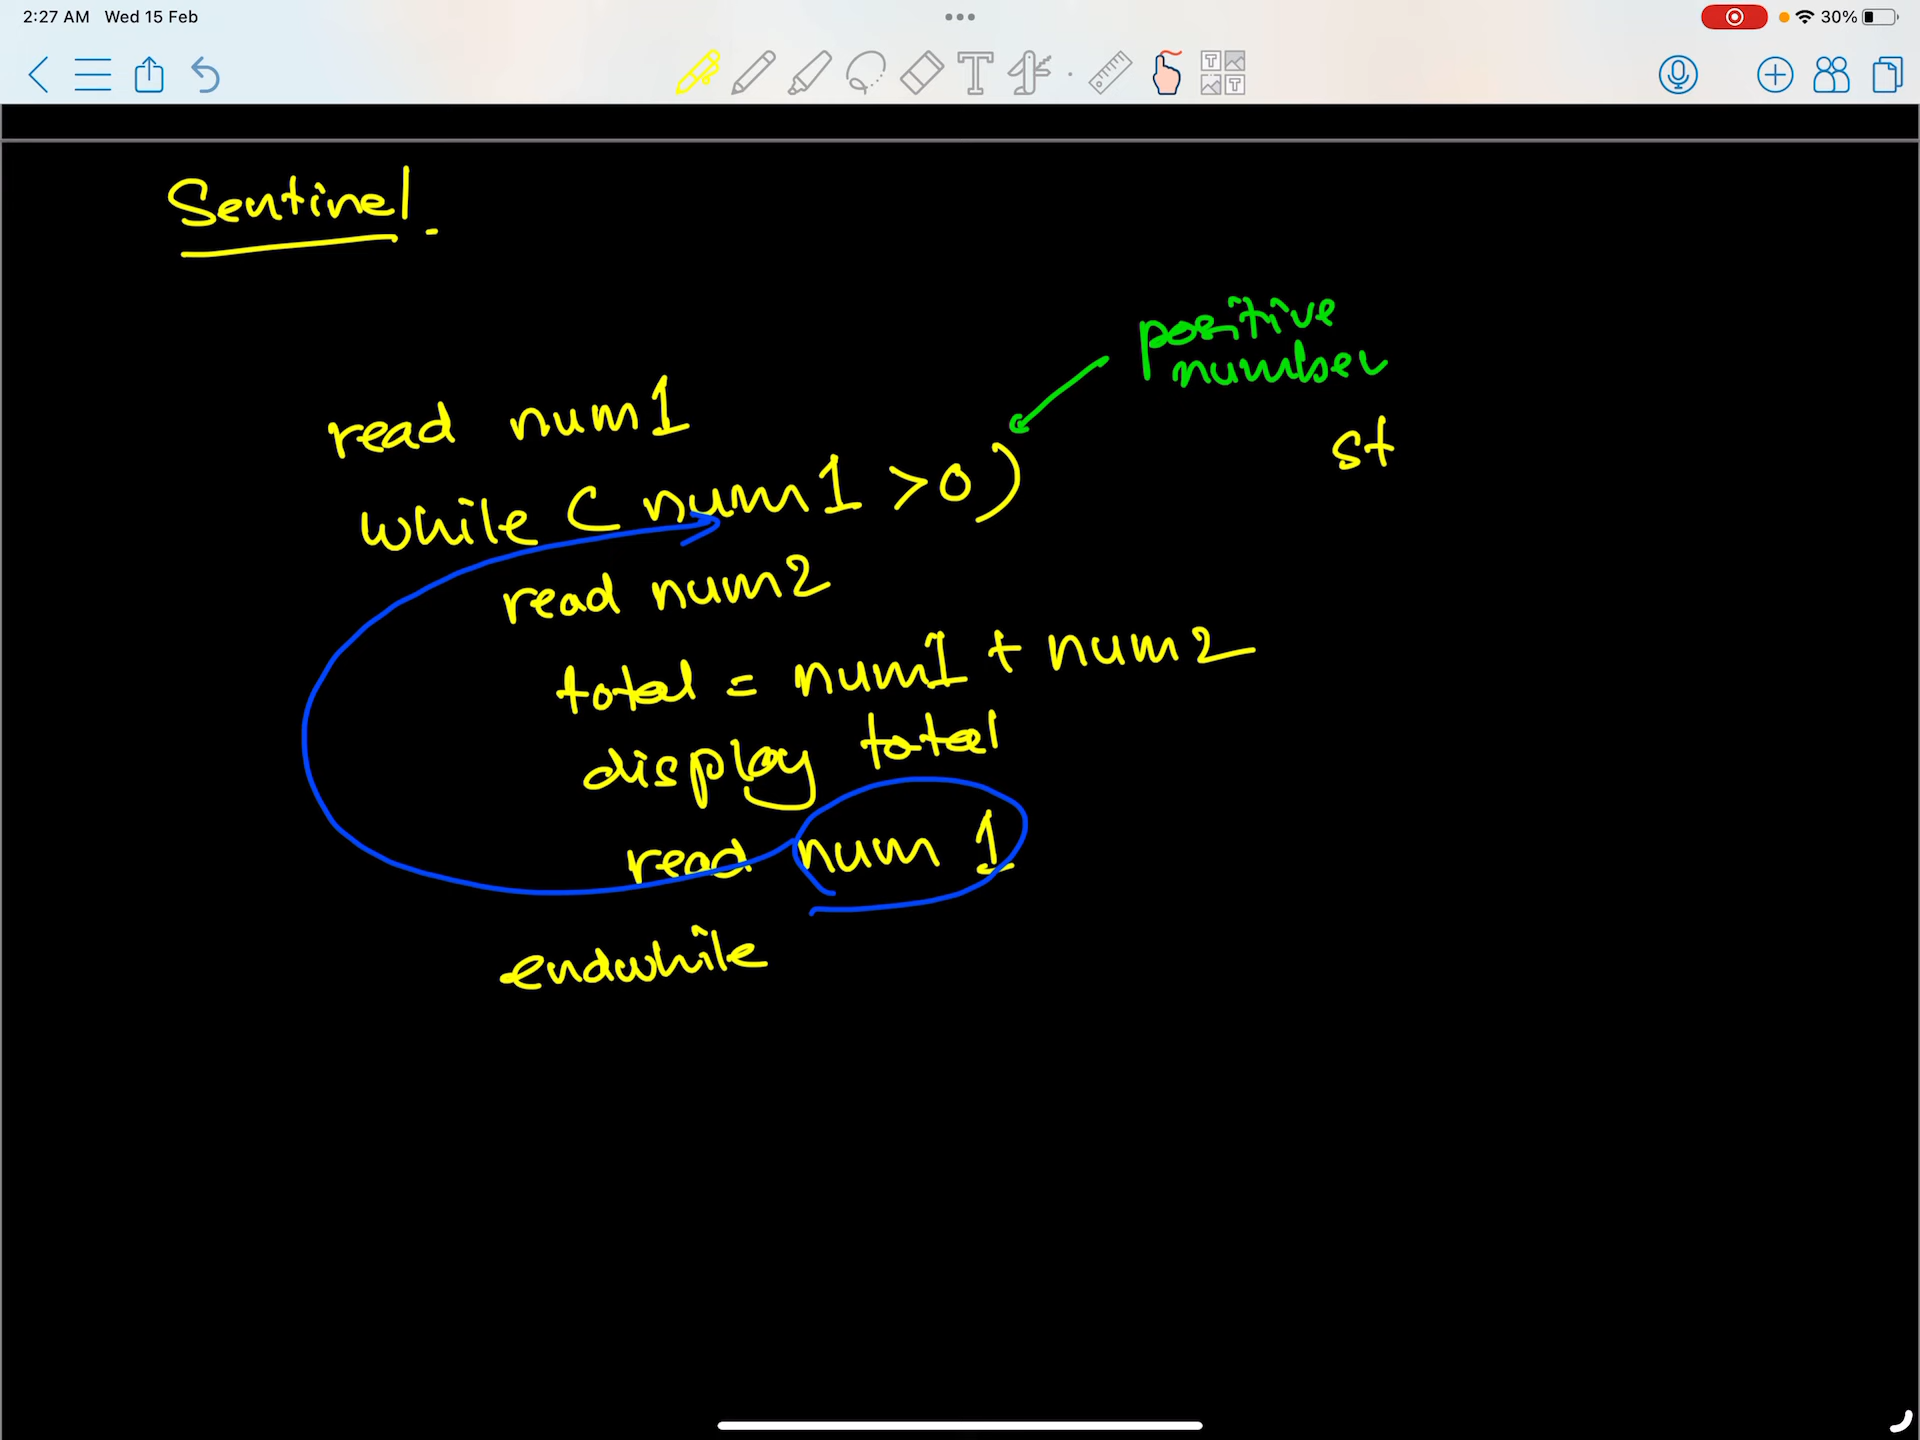 2:27 AM Wed 15 Feb
30%
Sentinel.
positive
number
read num1
st
while ( num1 >0)
read num2
total = num1 + num2
display total
read num 1
endwhile